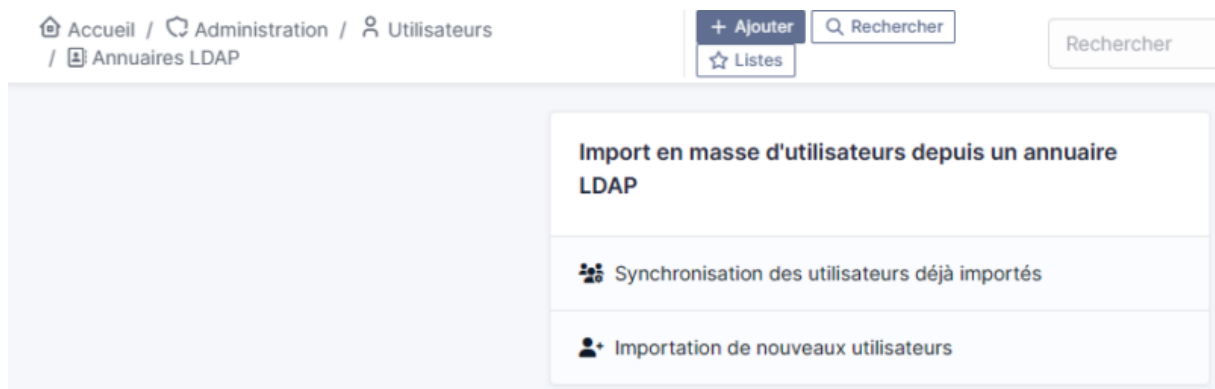 Accueil / Administration / Utilisateurs
/ Annuaires LDAP
+ Ajouter Rechercher
Listes
Rechercher
Import en masse d'utilisateurs depuis un annuaire
LDAP
Synchronisation des utilisateurs déjà importés
Importation de nouveaux utilisateurs